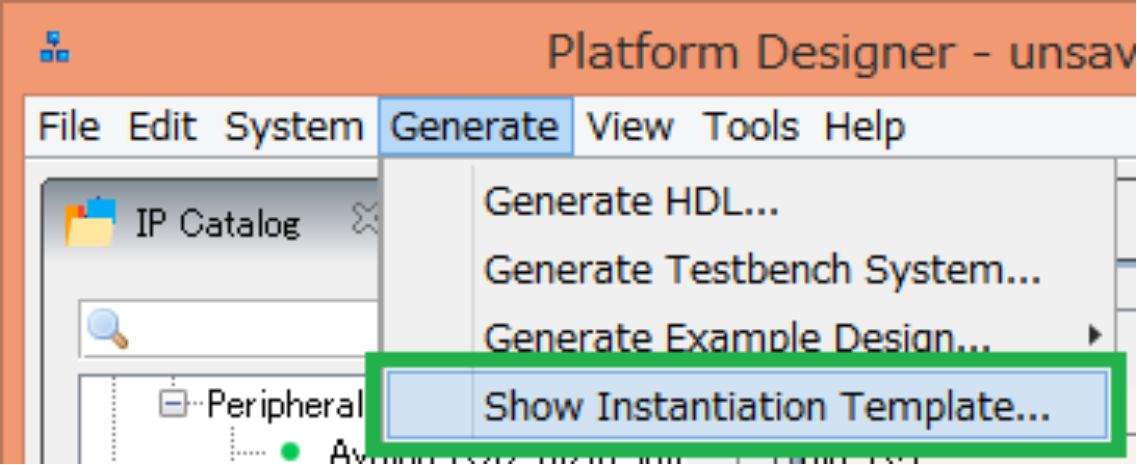 Platform Designer - unsav
File Edit System Generate View Tools Help
IP Catalog
Generate HDL...
Generate Testbench System...
Generate Example Design...
Show Instantiation Template...
Peripheral